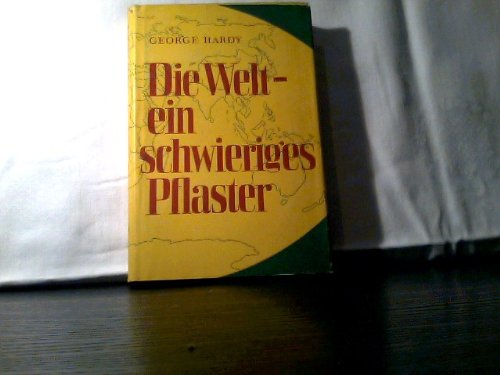 GEORGE HARDY
Die Welt –
ein
schwieriges
Pflaster